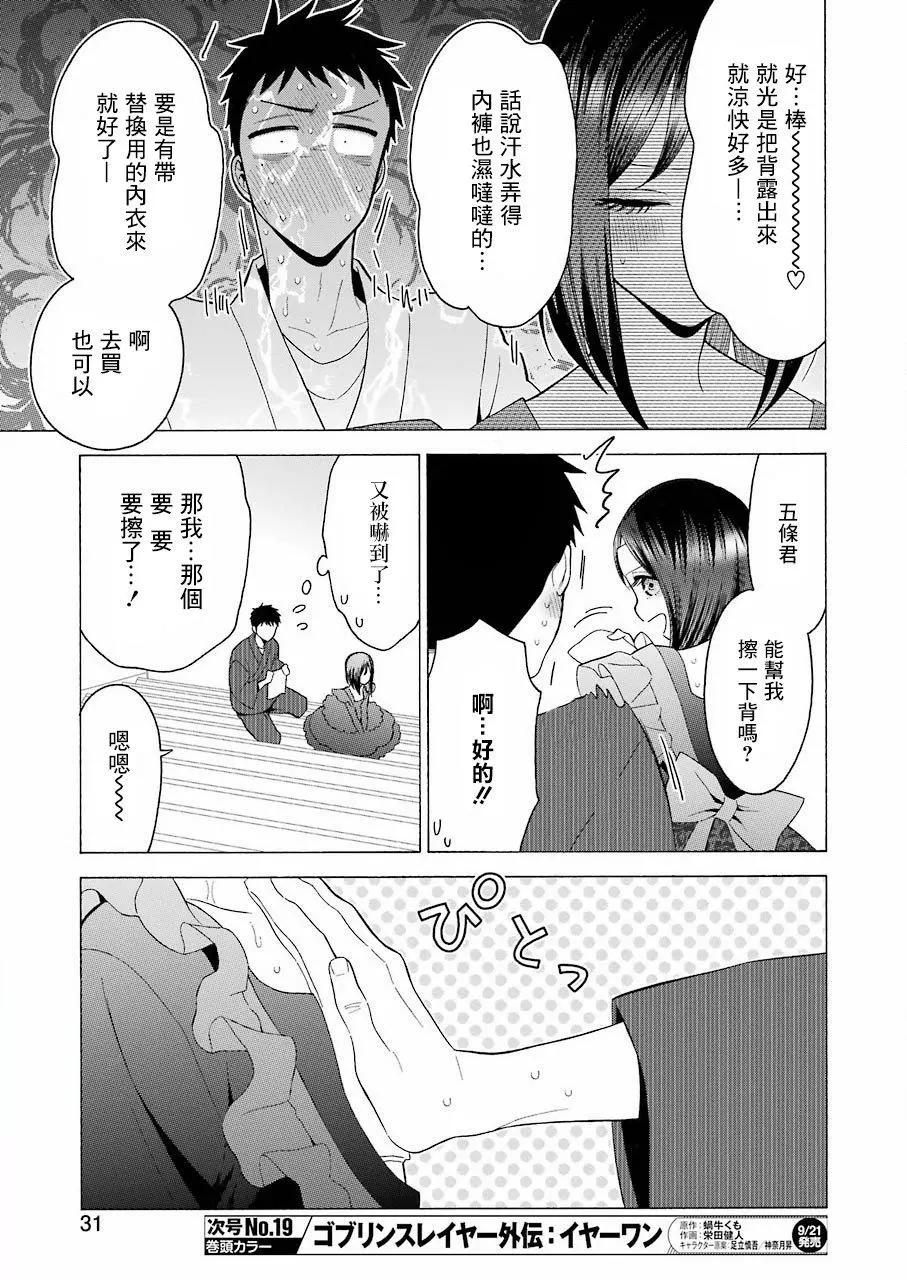 好…棒～～♡
就光是把背露出來
就涼快好多—…
話說汗水弄得
內褲也濕噠噠的…
要是有帶
替換用的內衣來
就好了—
啊
去買
也可以
五條君
能幫我
擦一下背嗎?
啊…好的!!
又被嚇到了…
那我…那個
要 要
要擦了…!
嗯嗯～～
ぴとっ
31
次号No.19
巻頭カラー
ゴブリンスレイヤー外伝:イヤーワン
原作/蝸牛くも
作画/栄田健人
キャラクター原案/足立慎吾/神奈月昇
9/21
発売